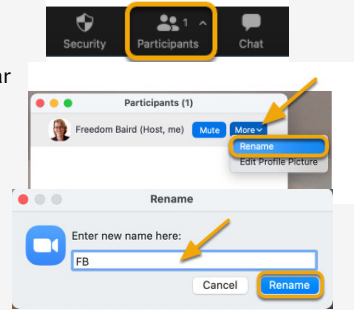 1
Security Participants Chat
ar
Participants (1)
Freedom Baird (Host, me) Mute More
Rename
Edit Profile Picture
Rename
Enter new name here:
FB
Cancel Rename